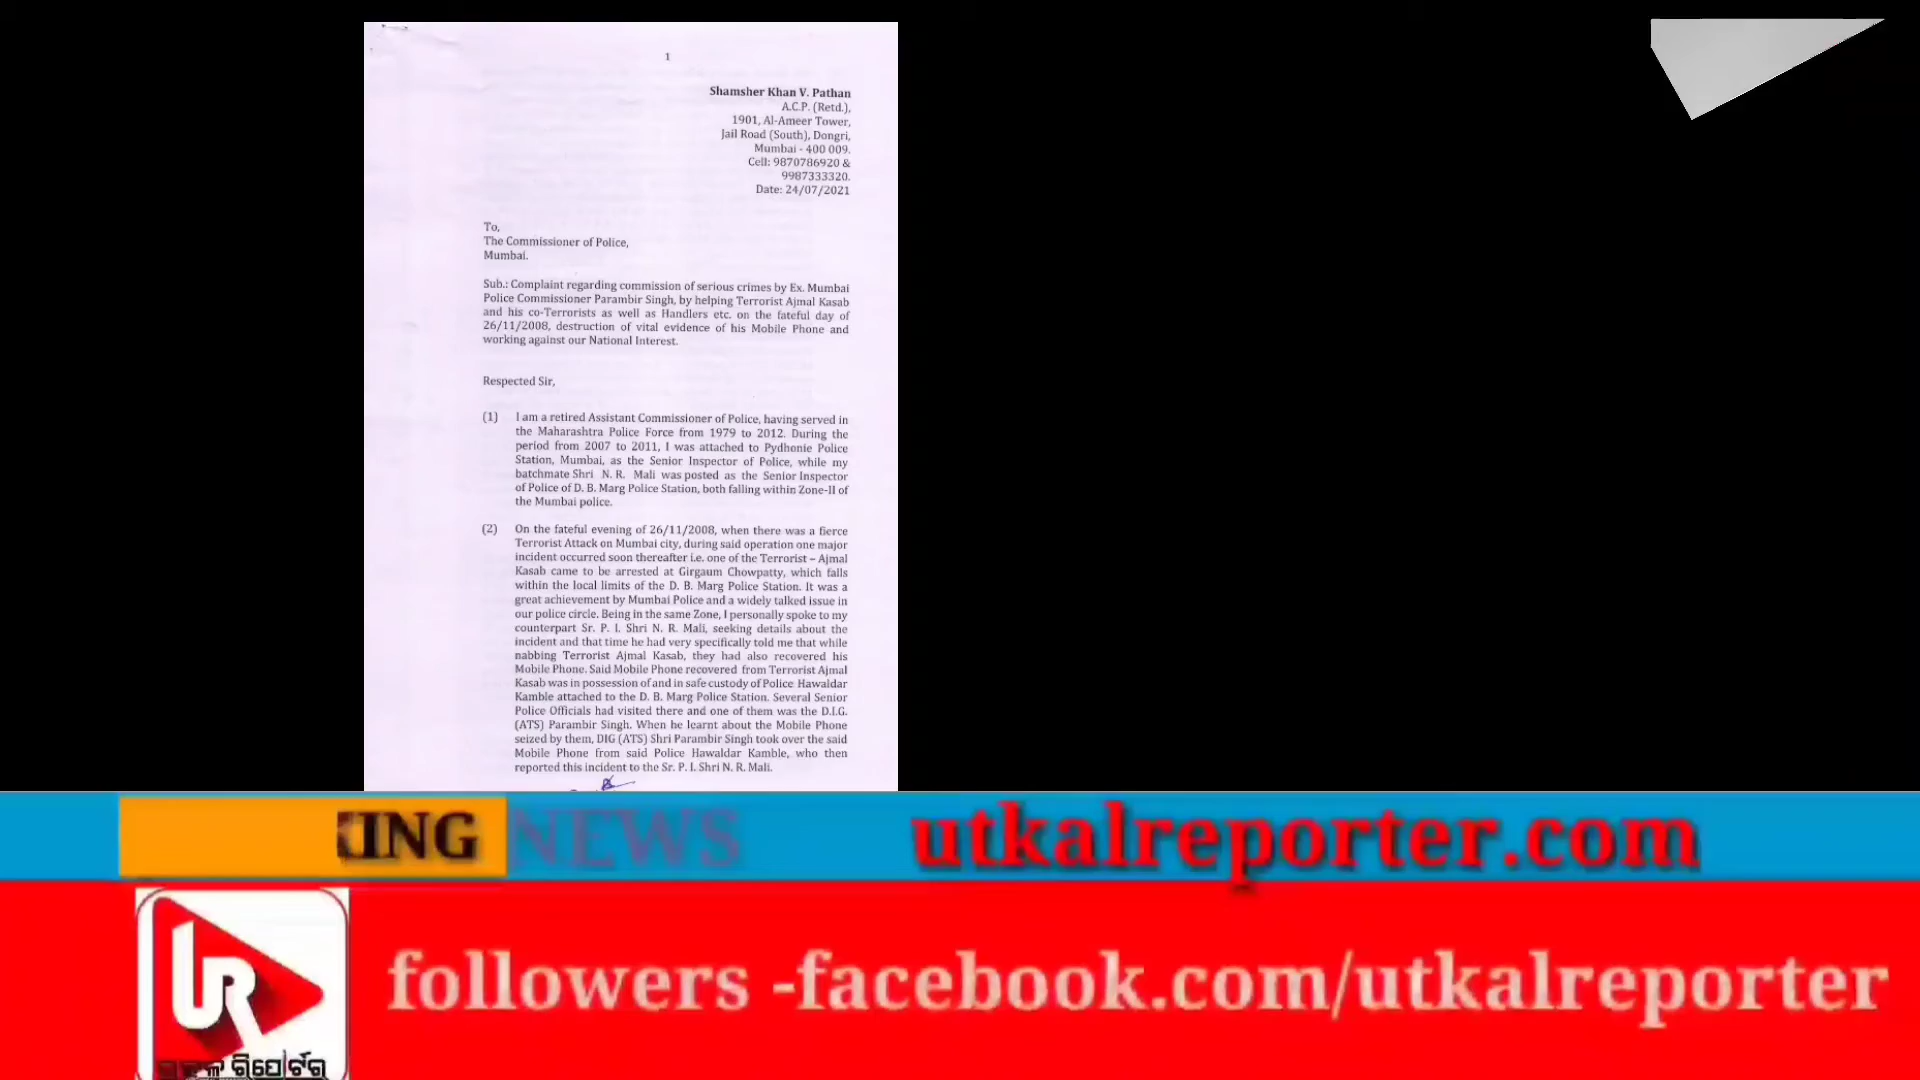 1
Shamsher Khan V. Pathan
A.C.P. (Retd.),
1901, Al-Ameer Tower,
Jail Road (South), Dongri,
Mumbai - 400 009.
Cell: 9870786920 &
9987333320.
Date: 24/07/2021
To,
The Commissioner of Police,
Mumbai.
Sub.: Complaint regarding commission of serious crimes by Ex. Mumbai
Police Commissioner Parambir Singh, by helping Terrorist Ajmal Kasab
and his co-Terrorists as well as Handlers etc. on the fateful day of
26/11/2008, destruction of vital evidence of his Mobile Phone and
working against our National Interest.
Respected Sir,
(1) I am a retired Assistant Commissioner of Police, having served in
the Maharashtra Police Force from 1979 to 2012. During the
period from 2007 to 2011, I was attached to Pydhonie Police
Station, Mumbai, as the Senior Inspector of Police, while my
batchmate Shri N. R. Mali was posted as the Senior Inspector
of Police of D. B. Marg Police Station, both falling within Zone-II of
the Mumbai police.
(2) On the fateful evening of 26/11/2008, when there was a fierce
Terrorist Attack on Mumbai city, during said operation one major
incident occurred soon thereafter i.e. one of the Terrorist – Ajmal
Kasab came to be arrested at Girgaum Chowpatty, which falls
within the local limits of the D. B. Marg Police Station. It was a
great achievement by Mumbai Police and a widely talked issue in
our police circle. Being in the same Zone, I personally spoke to my
counterpart Sr. P. I. Shri N. R. Mali, seeking details about the
incident and that time he had very specifically told me that while
nabbing Terrorist Ajmal Kasab, they had also recovered his
Mobile Phone. Said Mobile Phone recovered from Terrorist Ajmal
Kasab was in possession of and in safe custody of Police Hawaldar
Kamble attached to the D. B. Marg Police Station. Several Senior
Police Officials had visited there and one of them was the D.I.G.
(ATS) Parambir Singh. When he learnt about the Mobile Phone
seized by them, DIG (ATS) Shri Parambir Singh took over the said
Mobile Phone from said Police Hawaldar Kamble, who then
reported this incident to the Sr. P. I. Shri N. R. Mali.
KING NEWS utkalreporter.com
UR followers -facebook.com/utkalreporter
ରିପୋର୍ଟର